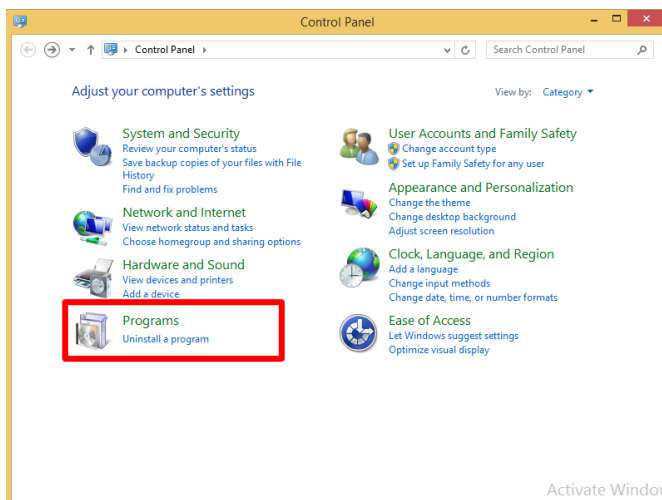 Control Panel
Control Panel
Search Control Panel
Adjust your computer's settings
View by: Category
System and Security
Review your computer's status
Save backup copies of your files with File
History
Find and fix problems
Network and Internet
View network status and tasks
Choose homegroup and sharing options
Hardware and Sound
View devices and printers
Add a device
Programs
Uninstall a program
User Accounts and Family Safety
Change account type
Set up Family Safety for any user
Appearance and Personalization
Change the theme
Change desktop background
Adjust screen resolution
Clock, Language, and Region
Add a language
Change input methods
Change date, time, or number formats
Ease of Access
Let Windows suggest settings
Optimize visual display
Activate Window